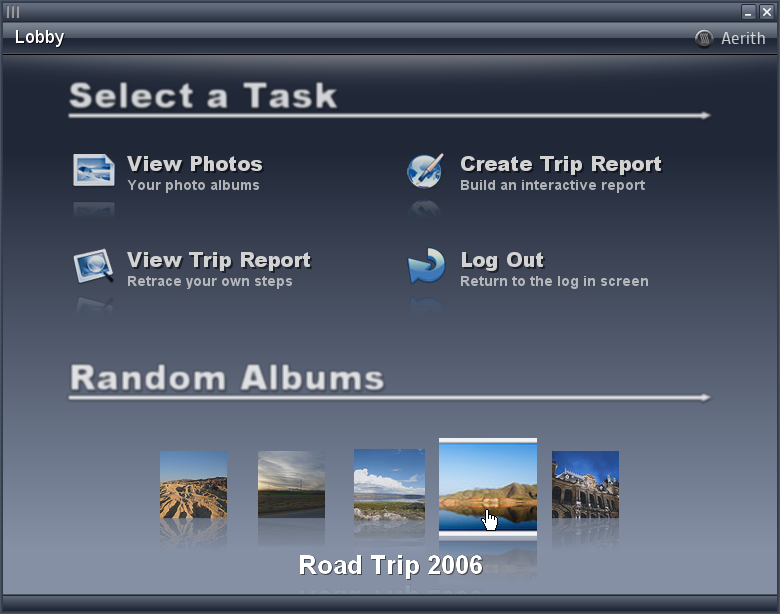 Lobby
Aerith
Select a Task
View Photos
Your photo albums
Create Trip Report
Build an interactive report
View Trip Report
Retrace your own steps
Log Out
Return to the log in screen
Random Albums
Road Trip 2006